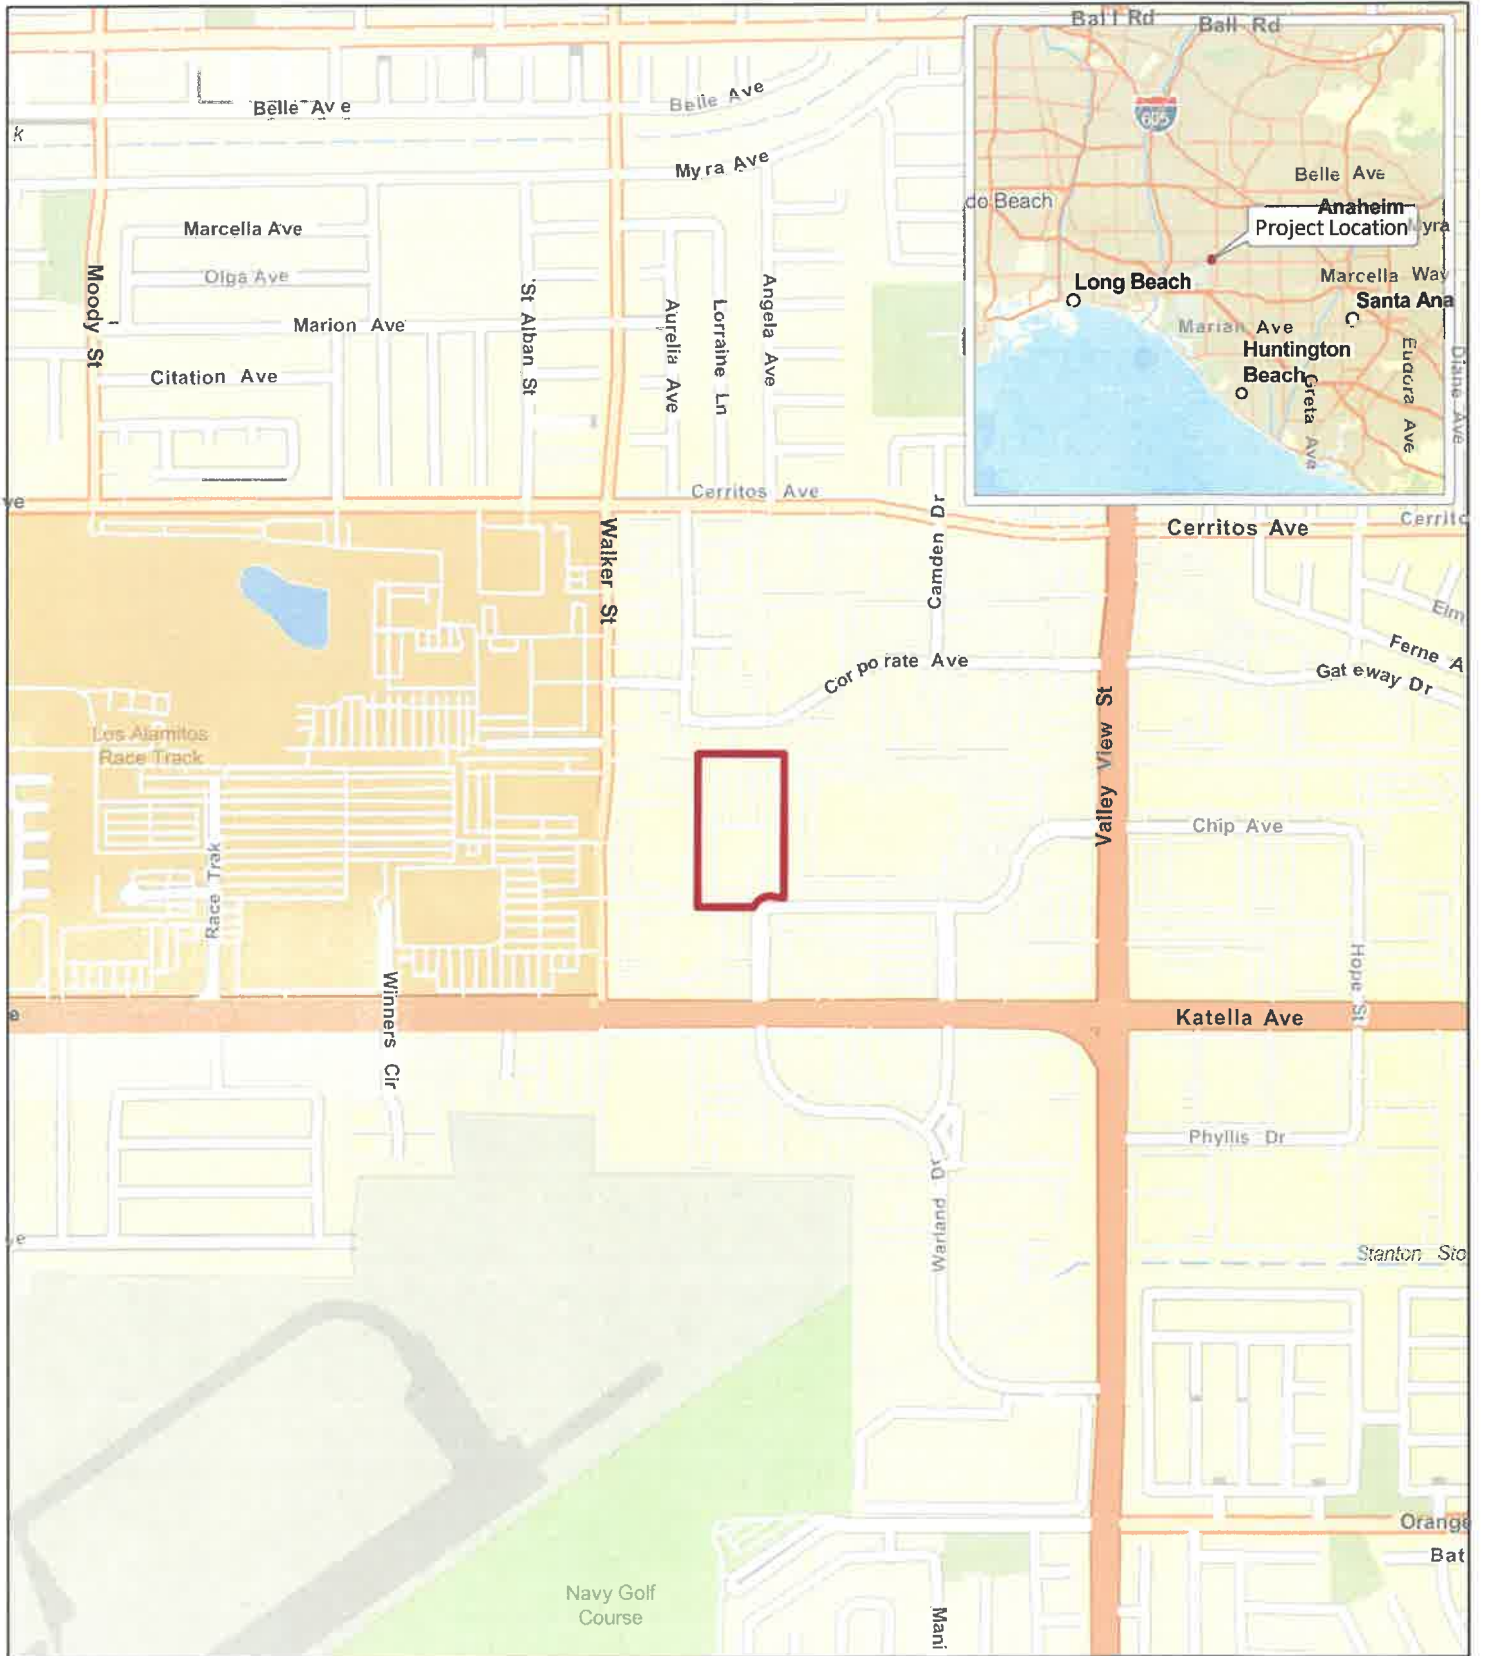 Ball Rd
Ball Rd
605
Belle Ave
Belle Ave
k
Myra Ave
Belle Ave
do Beach
Anaheim
Project Location
yra
Marcella Ave
Olga Ave
Moody St
Marion Ave
St Alban St
Aurelia Ave
Lorraine Ln
Angela Ave
Citation Ave
Long Beach
Marcella Way
Santa Ana
Marian Ave
Huntington
Beach
Greta Ave
Eudora Ave
Diane Ave
ve
Cerritos Ave
Cerritos Ave
Cerrito
Walker St
Camden Dr
Elm
Ferne A
Corporate Ave
Gateway Dr
Los Alamitos
Race Track
Valley View St
Chip Ave
Race Trak
Winners Cir
Hope St
Katella Ave
Phyllis Dr
Warland Dr
Stanton Sto
Orange
Bat
Navy Golf
Course
Mani